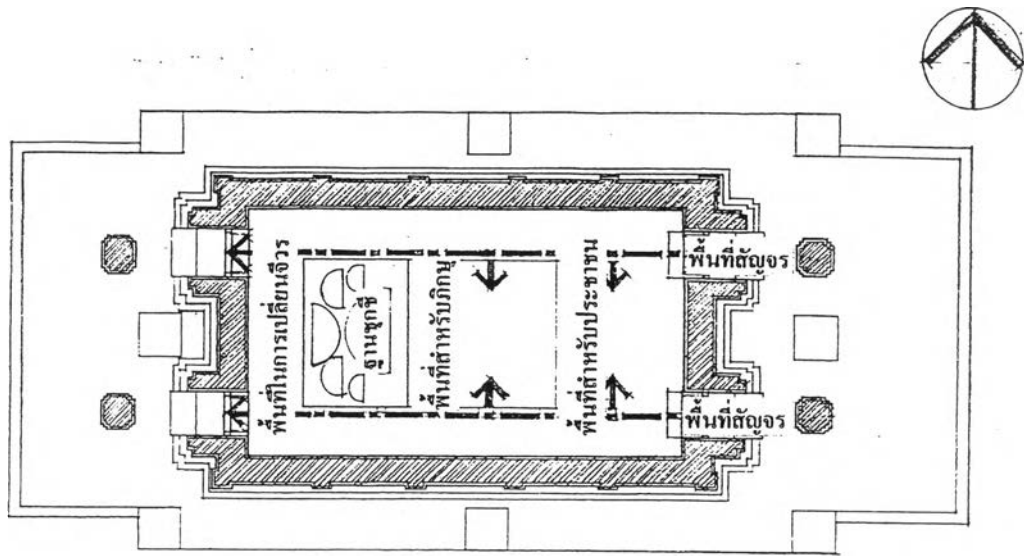 พื้นที่ในการเปลี่ยนจีวร
ฐานชุกชี
พื้นที่สำหรับภิกษุ
พื้นที่สำหรับประชาชน
พื้นที่สัญจร
พื้นที่สัญจร